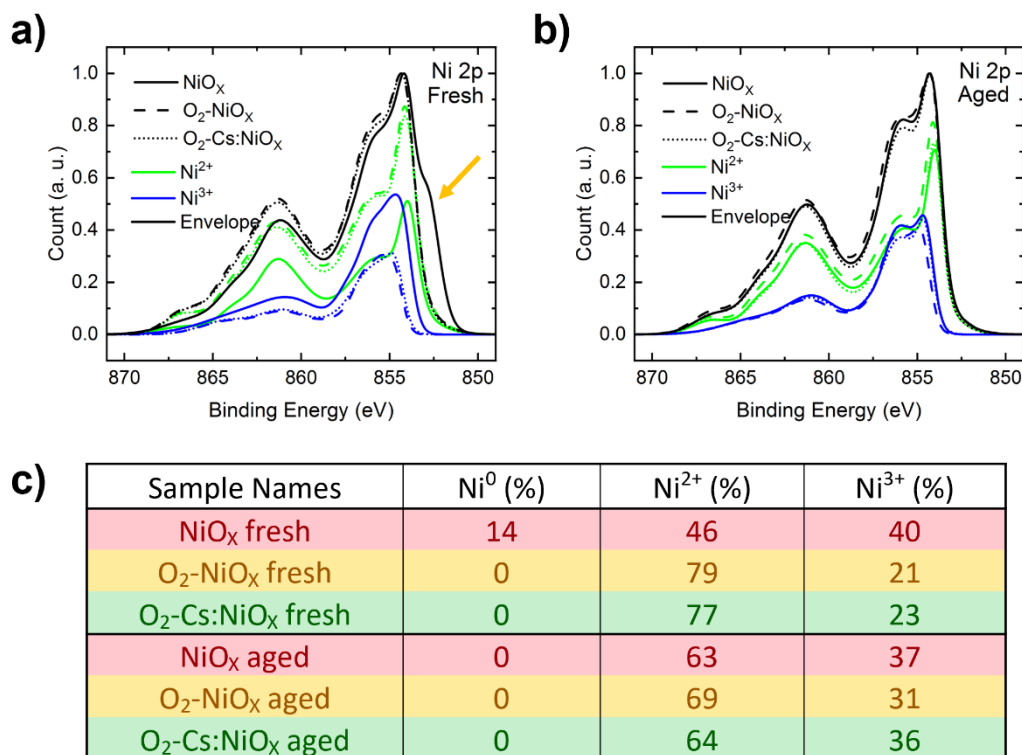 a)
Ni 2p
Fresh
NiOX
O2-NiOX
O2-Cs:NiOX
Ni2+
Ni3+
Envelope
1.0
0.8
0.6
0.4
0.2
0.0
Count (a. u.)
870 865 860 855 850
Binding Energy (eV)
b)
Ni 2p
Aged
NiOX
O2-NiOX
O2-Cs:NiOX
Ni2+
Ni3+
Envelope
1.0
0.8
0.6
0.4
0.2
0.0
Count (a. u.)
870 865 860 855 850
Binding Energy (eV)
c)
Sample Names Ni0 (%) Ni2+ (%) Ni3+ (%)
NiOX fresh 14 46 40
O2-NiOX fresh 0 79 21
O2-Cs:NiOX fresh 0 77 23
NiOX aged 0 63 37
O2-NiOX aged 0 69 31
O2-Cs:NiOX aged 0 64 36